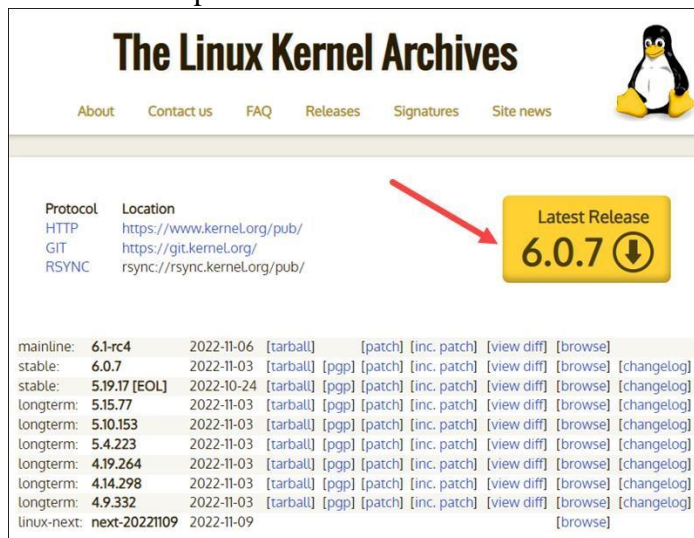 The Linux Kernel Archives
About Contact us FAQ Releases Signatures Site news
Protocol Location
HTTP https://www.kernel.org/pub/
GIT https://git.kernel.org/
RSYNC rsync://rsync.kernel.org/pub/
Latest Release
6.0.7
mainline: 6.1-rc4 2022-11-06 [tarball] [patch] [inc. patch] [view diff] [browse]
stable: 6.0.7 2022-11-03 [tarball] [pgp] [patch] [inc. patch] [view diff] [browse] [changelog]
stable: 5.19.17 [EOL] 2022-10-24 [tarball] [pgp] [patch] [inc. patch] [view diff] [browse] [changelog]
longterm: 5.15.77 2022-11-03 [tarball] [pgp] [patch] [inc. patch] [view diff] [browse] [changelog]
longterm: 5.10.153 2022-11-03 [tarball] [pgp] [patch] [inc. patch] [view diff] [browse] [changelog]
longterm: 5.4.223 2022-11-03 [tarball] [pgp] [patch] [inc. patch] [view diff] [browse] [changelog]
longterm: 4.19.264 2022-11-03 [tarball] [pgp] [patch] [inc. patch] [view diff] [browse] [changelog]
longterm: 4.14.298 2022-11-03 [tarball] [pgp] [patch] [inc. patch] [view diff] [browse] [changelog]
longterm: 4.9.332 2022-11-03 [tarball] [pgp] [patch] [inc. patch] [view diff] [browse] [changelog]
linux-next: next-20221109 2022-11-09 [browse]